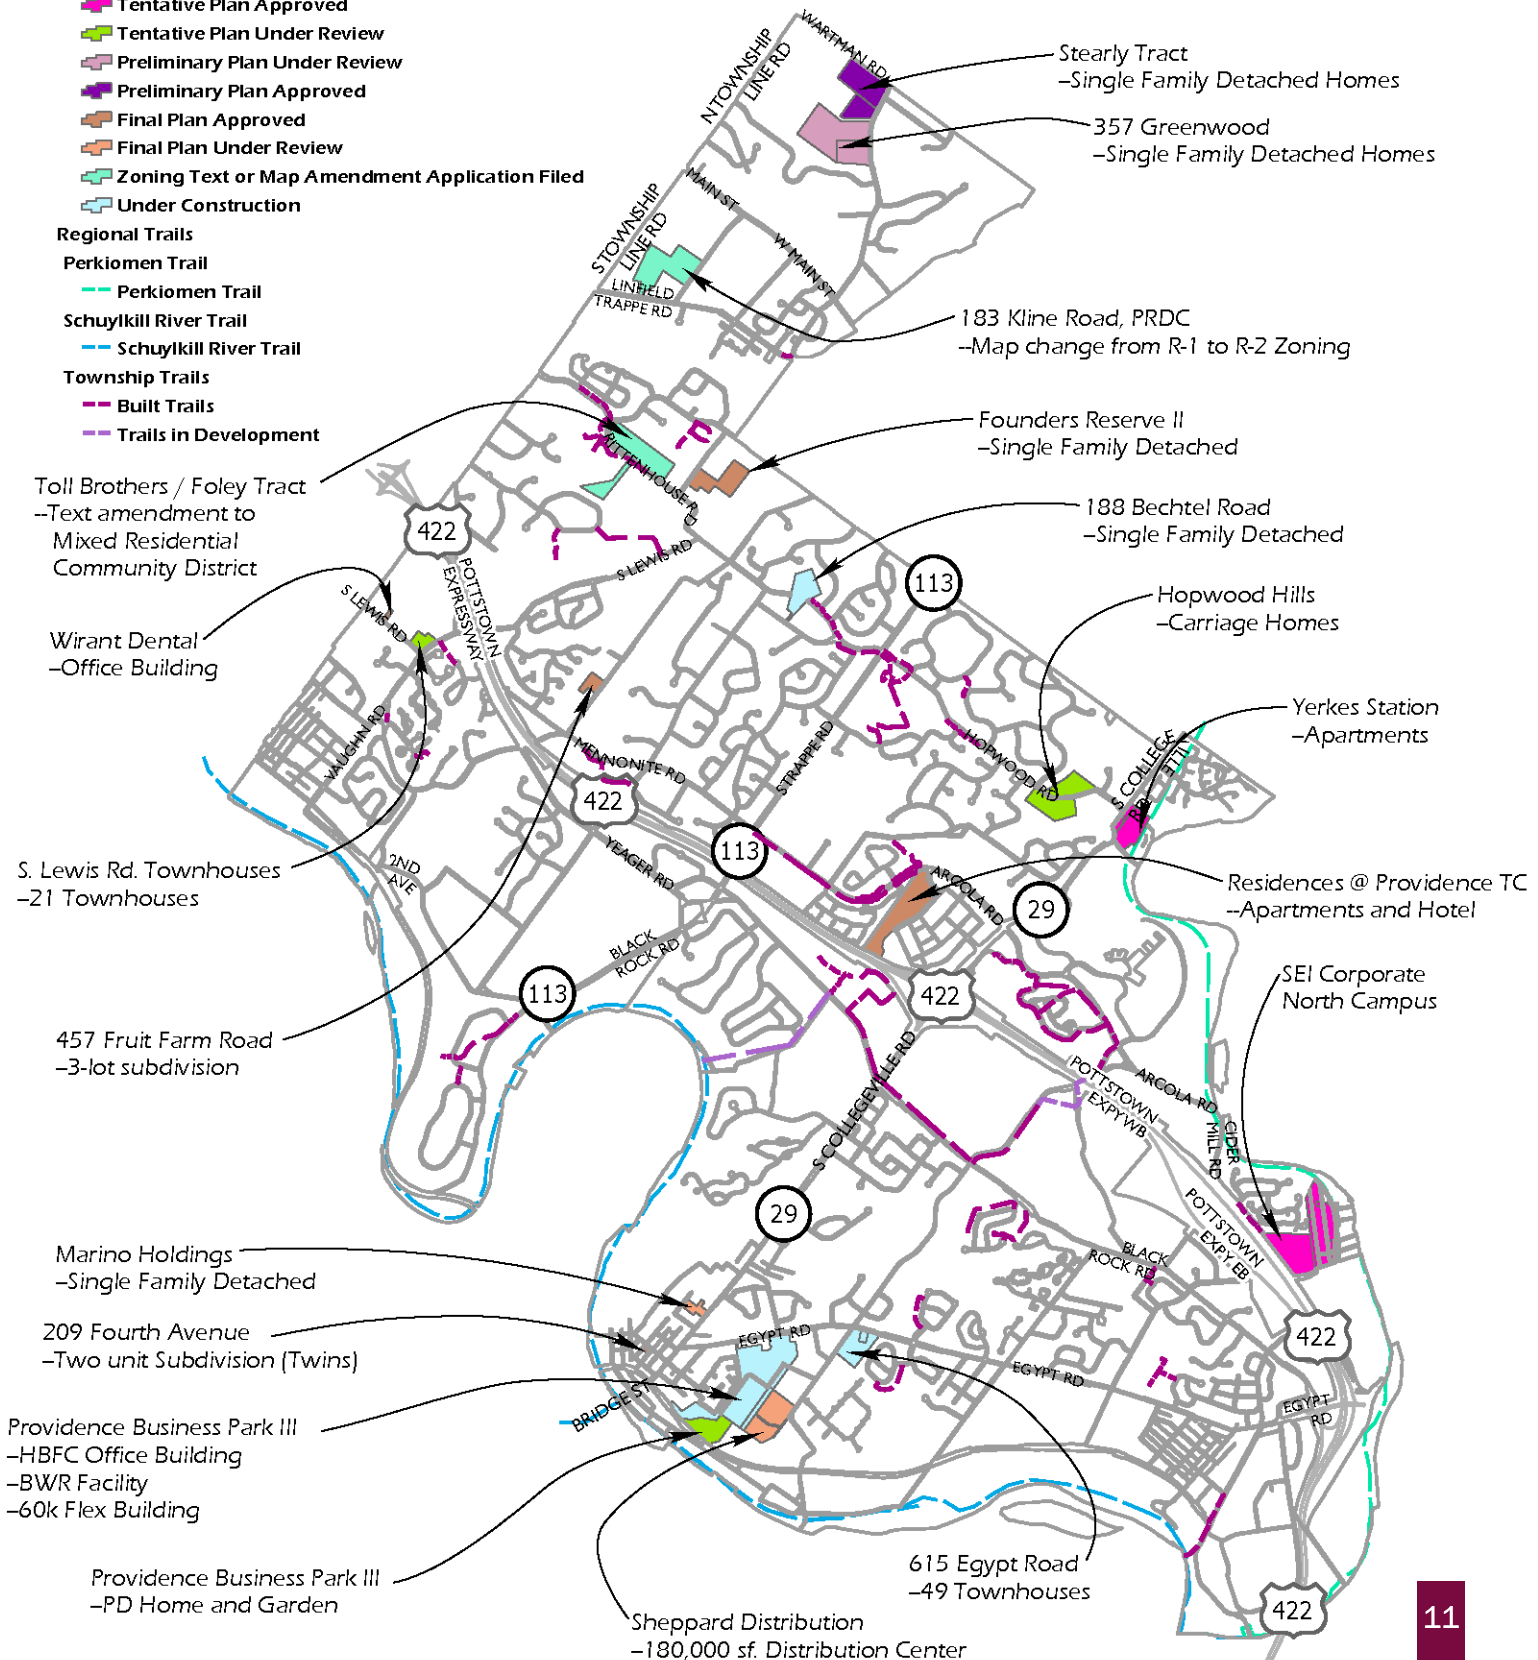 Tentative Plan Approved
Tentative Plan Under Review
Preliminary Plan Under Review
Preliminary Plan Approved
Final Plan Approved
Final Plan Under Review
Zoning Text or Map Amendment Application Filed
Under Construction
Regional Trails
Perkiomen Trail
Perkiomen Trail
Schuylkill River Trail
Schuylkill River Trail
Township Trails
Built Trails
Trails in Development
WARTMAN RD
N TOWNSHIP
LINE RD
Stearly Tract
–Single Family Detached Homes
357 Greenwood
–Single Family Detached Homes
MAIN ST
W MAIN ST
S TOWNSHIP
LINE RD
LINFIELD
TRAPPE RD
183 Kline Road, PRDC
--Map change from R-1 to R-2 Zoning
Founders Reserve II
–Single Family Detached
RITTENHOUSE RD
Toll Brothers / Foley Tract
--Text amendment to
Mixed Residential
Community District
422
188 Bechtel Road
–Single Family Detached
S LEWIS RD
113
POTTSTOWN
EXPRESSWAY
S LEWIS RD
Hopwood Hills
–Carriage Homes
Wirant Dental
–Office Building
Yerkes Station
–Apartments
VAUGHN RD
MENNONITE RD
S TRAPPE RD
HOPWOOD RD
S COLLEGEVILLE RD
422
113
YEAGER RD
2ND
AVE
S. Lewis Rd. Townhouses
–21 Townhouses
ARCOLA RD
29
Residences @ Providence TC
--Apartments and Hotel
BLACK
ROCK RD
113
422
SEI Corporate
North Campus
457 Fruit Farm Road
–3-lot subdivision
S COLLEGEVILLE RD
POTTSTOWN
EXPY WB
ARCOLA RD
CIDER
MILL RD
29
POTTSTOWN
EXPY EB
BLACK
ROCK RD
Marino Holdings
–Single Family Detached
209 Fourth Avenue
–Two unit Subdivision (Twins)
EGYPT RD
EGYPT RD
422
EGYPT
RD
BRIDGE ST
Providence Business Park III
–HBFC Office Building
–BWR Facility
–60k Flex Building
Providence Business Park III
–PD Home and Garden
615 Egypt Road
–49 Townhouses
Sheppard Distribution
–180,000 sf. Distribution Center
422
11